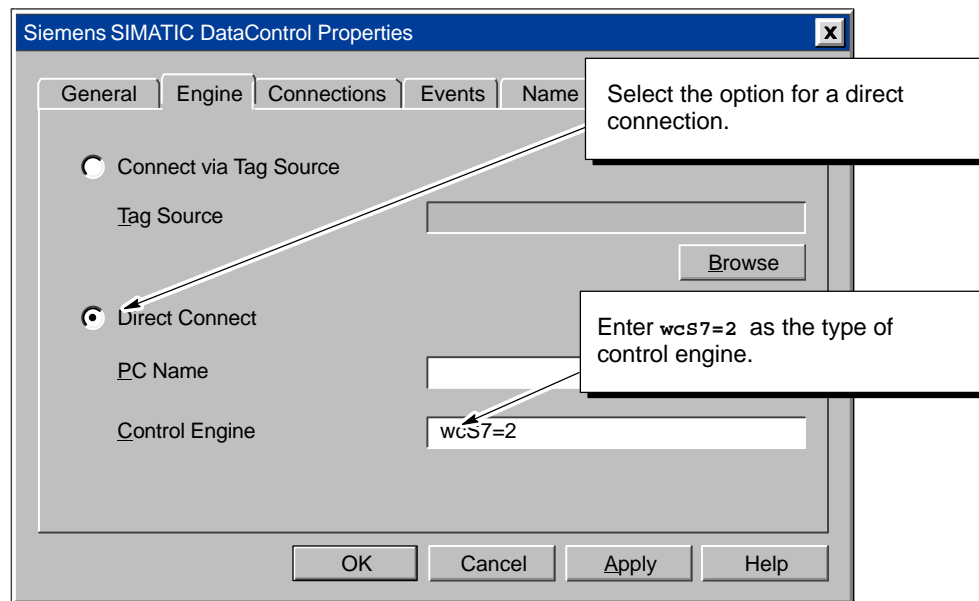 Siemens SIMATIC DataControl Properties
General Engine Connections Events Name
Select the option for a direct
connection.
Connect via Tag Source
Tag Source
Browse
Direct Connect
Enter wcS7=2 as the type of
control engine.
PC Name
Control Engine wcS7=2
OK Cancel Apply Help